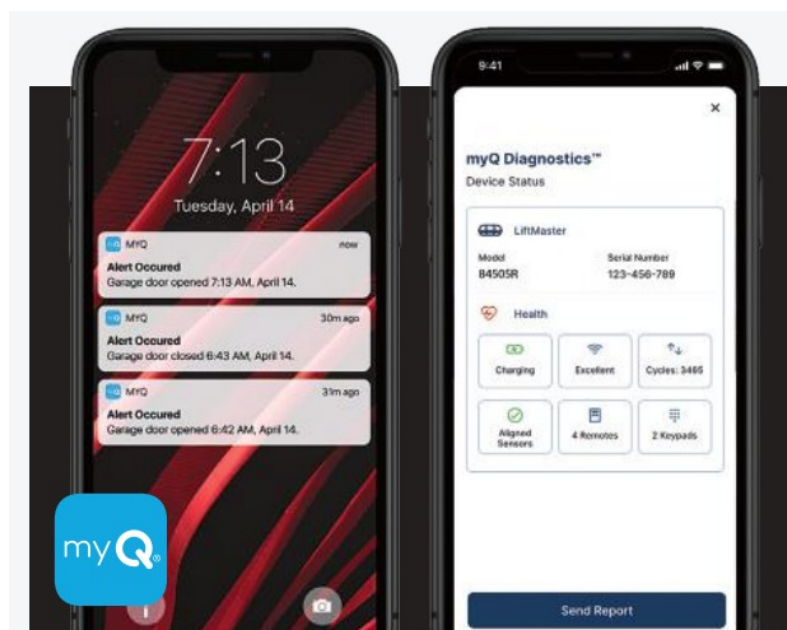 7:13
Tuesday, April 14
MYQ
now
Alert Occured
Garage door opened 7:13 AM, April 14.
MYQ
30m ago
Alert Occured
Garage door closed 6:43 AM, April 14.
MYQ
31m ago
Alert Occured
Garage door opened 6:42 AM, April 14.
myQ®
9:41
myQ Diagnostics™
Device Status
LiftMaster
Model
Serial Number
84505R
123-456-789
Health
Charging
Excellent
Cycles: 3465
Aligned
Sensors
4 Remotes
2 Keypads
Send Report